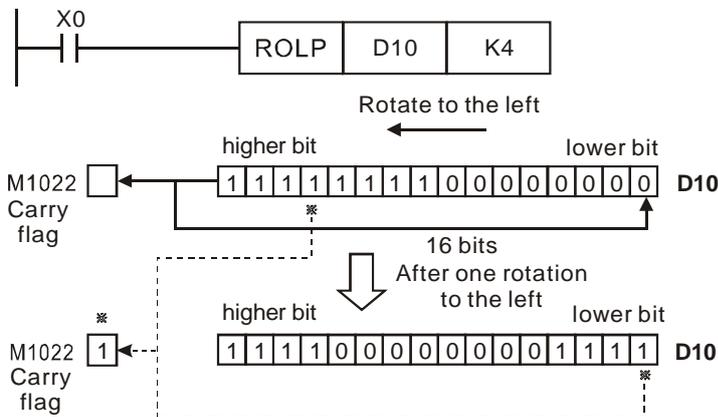 X0
ROLP D10 K4
Rotate to the left
higher bit lower bit
M1022 1 1 1 1 1 1 1 1 0 0 0 0 0 0 0 0 D10
Carry
flag
※
16 bits
After one rotation
to the left
higher bit lower bit
※
M1022 1 1 1 1 1 0 0 0 0 0 0 0 0 1 1 1 1 D10
Carry
flag
※